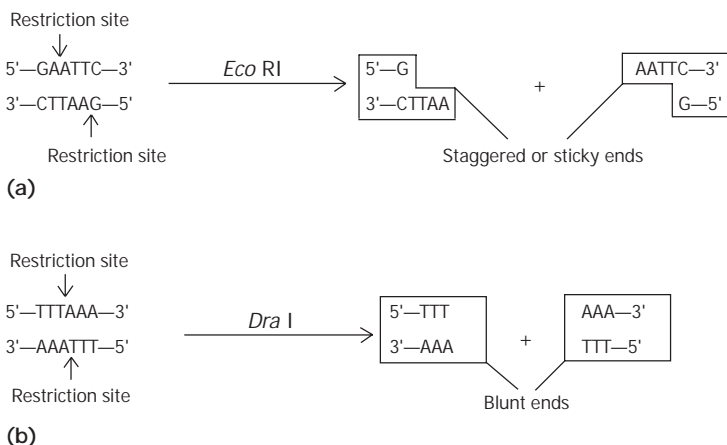 Restriction site
5'—GAATTC—3'
3'—CTTAAG—5'
Restriction site
Eco RI
5'—G
3'—CTTAA
+
AATTC—3'
G—5'
Staggered or sticky ends
(a)
Restriction site
5'—TTTAAA—3'
3'—AAATTT—5'
Restriction site
Dra I
5'—TTT
3'—AAA
+
AAA—3'
TTT—5'
Blunt ends
(b)